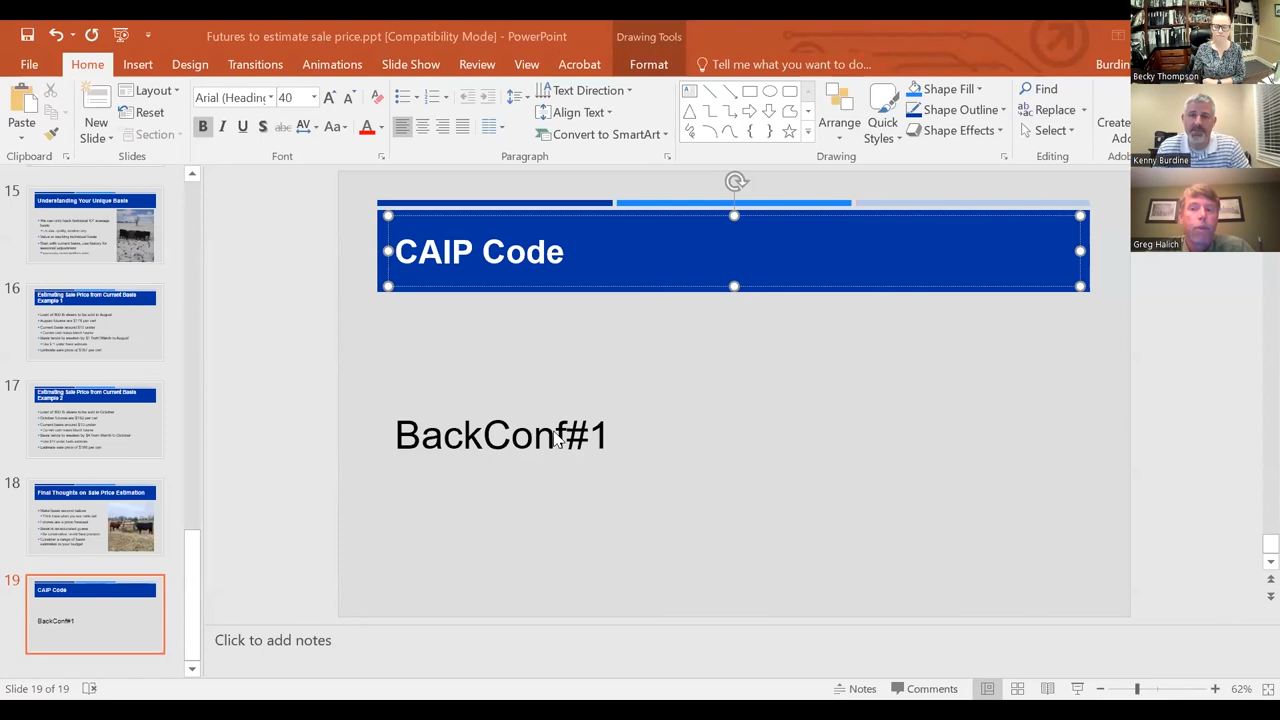 Futures to estimate sale price.ppt [Compatibility Mode] - PowerPoint
Drawing Tools
File Home Insert Design Transitions Animations Slide Show Review View Acrobat Format Tell me what you want to do... Burdin
Paste
New Slide
Layout
Reset
Section
Arial (Heading 40
B I U S abc AV Aa A
Text Direction
Align Text
Convert to SmartArt
Arrange
Quick Styles
Shape Fill
Shape Outline
Shape Effects
Find
Replace
Select
Create
Clipboard Slides Font Paragraph Drawing Editing
Becky Thompson
Kenny Burdine
Greg Halich
15
Understanding Your Unique Basis
16
Estimating Sale Price from Current Basis
Example 1
17
Estimating Sale Price from Current Basis
Example 2
18
Final Thoughts on Sale Price Estimation
19
CAIP Code
BackConf#1
CAIP Code
BackConf#1
Click to add notes
Slide 19 of 19
Notes
Comments
62%